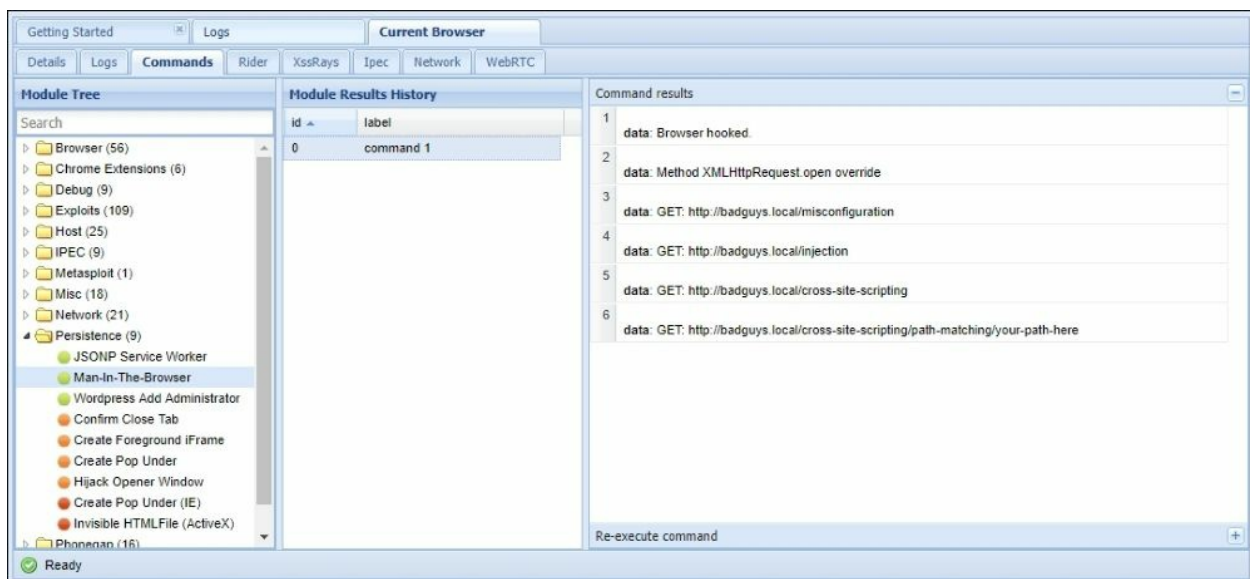 Getting Started Logs Current Browser
Details Logs Commands Rider XssRays Ipec Network WebRTC
Module Tree
Search
Browser (56)
Chrome Extensions (6)
Debug (9)
Exploits (109)
Host (25)
IPEC (9)
Metasploit (1)
Misc (18)
Network (21)
Persistence (9)
JSONP Service Worker
Man-In-The-Browser
Wordpress Add Administrator
Confirm Close Tab
Create Foreground iFrame
Create Pop Under
Hijack Opener Window
Create Pop Under (IE)
Invisible HTMLFile (ActiveX)
Phonegap (16)
Module Results History
id label
0 command 1
Command results
1
data: Browser hooked.
2
data: Method XMLHttpRequest.open override
3
data: GET: http://badguys.local/misconfiguration
4
data: GET: http://badguys.local/injection
5
data: GET: http://badguys.local/cross-site-scripting
6
data: GET: http://badguys.local/cross-site-scripting/path-matching/your-path-here
Re-execute command
Ready